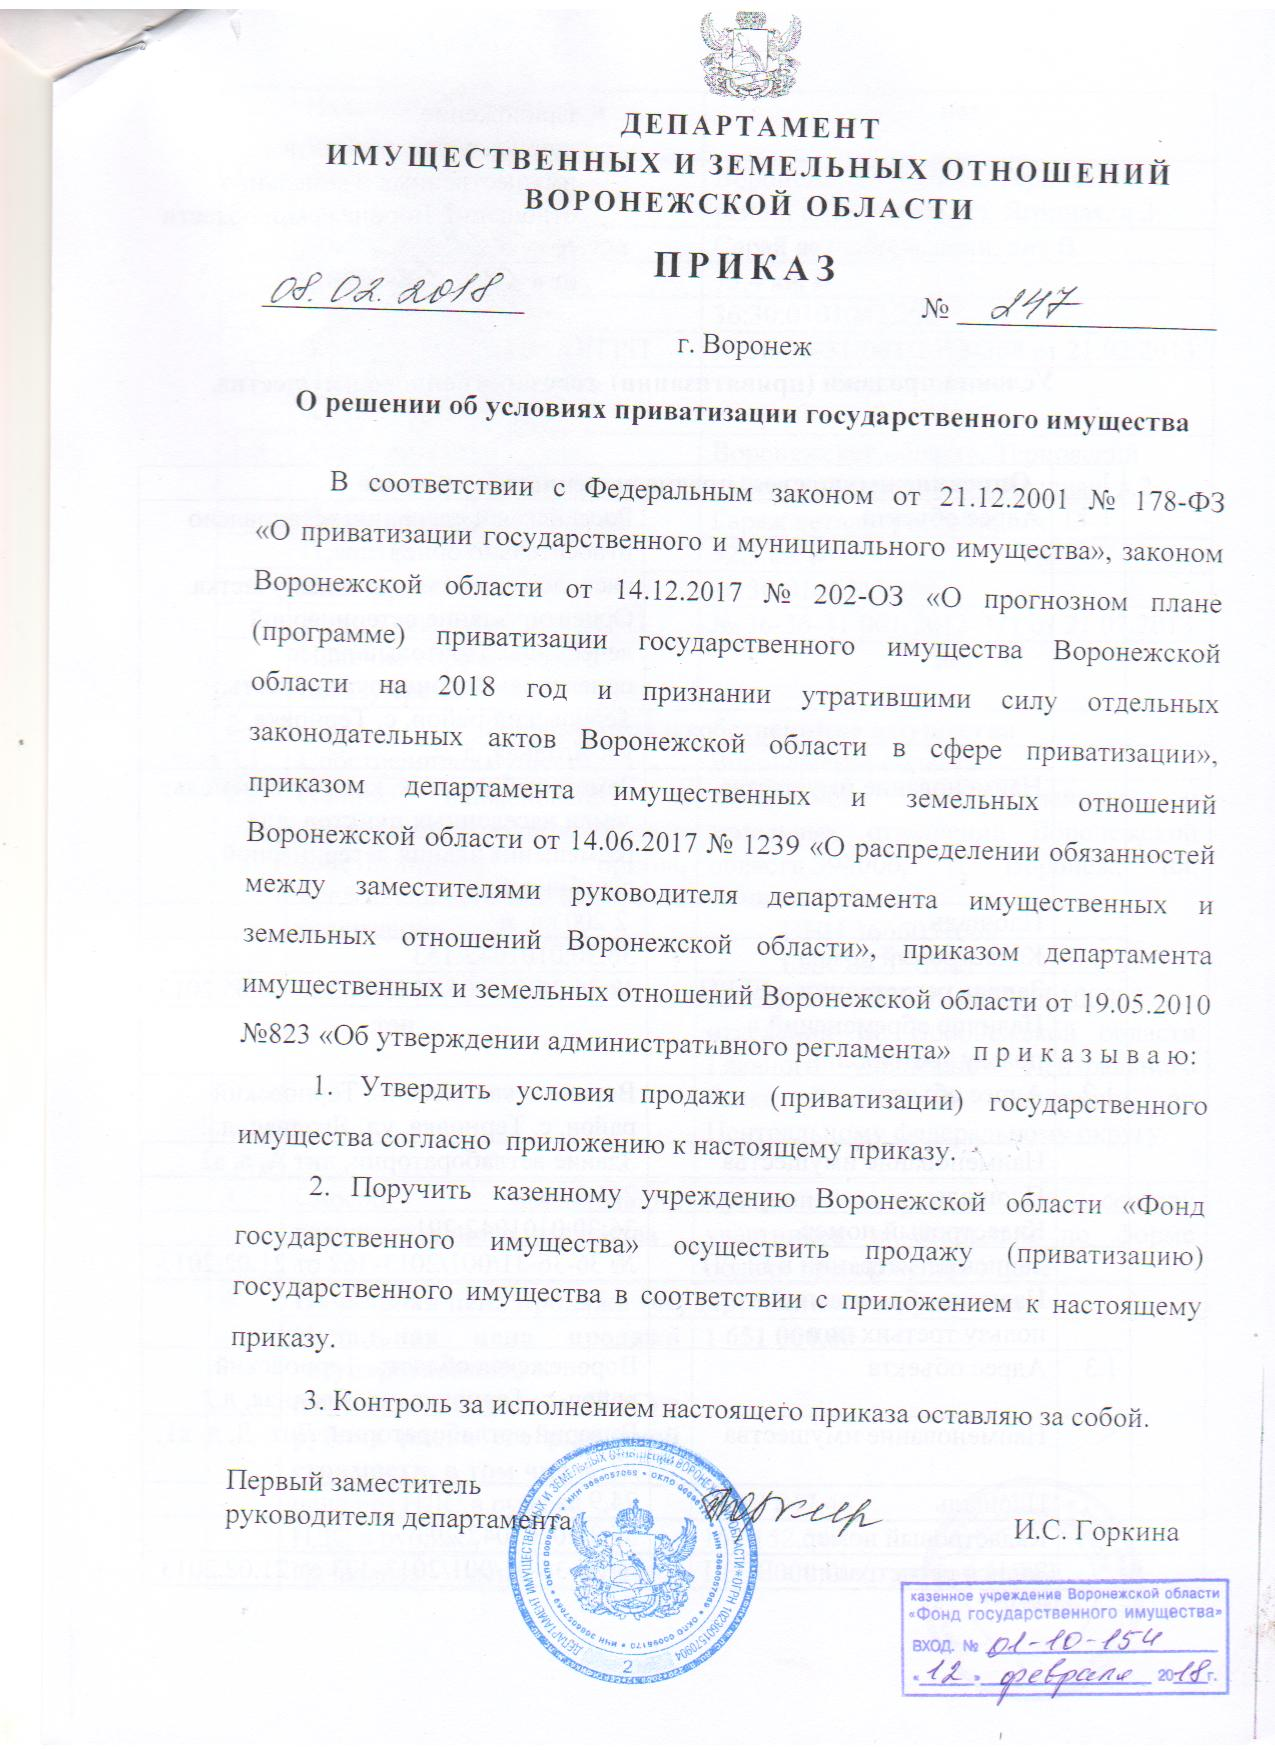 ДЕПАРТАМЕНТ
ИМУЩЕСТВЕННЫХ И ЗЕМЕЛЬНЫХ ОТНОШЕНИЙ
ВОРОНЕЖСКОЙ ОБЛАСТИ
ПРИКАЗ
08.02.2018 № 247
г. Воронеж
О решении об условиях приватизации государственного имущества
В соответствии с Федеральным законом от 21.12.2001 № 178-ФЗ
«О приватизации государственного и муниципального имущества», законом
Воронежской области от 14.12.2017 № 202-ОЗ «О прогнозном плане
(программе) приватизации государственного имущества Воронежской
области на 2018 год и признании утратившими силу отдельных
законодательных актов Воронежской области в сфере приватизации»,
приказом департамента имущественных и земельных отношений
Воронежской области от 14.06.2017 № 1239 «О распределении обязанностей
между заместителями руководителя департамента имущественных и
земельных отношений Воронежской области», приказом департамента
имущественных и земельных отношений Воронежской области от 19.05.2010
№823 «Об утверждении административного регламента» п р и к а з ы в а ю:
1. Утвердить условия продажи (приватизации) государственного
имущества согласно приложению к настоящему приказу.
2. Поручить казенному учреждению Воронежской области «Фонд
государственного имущества» осуществить продажу (приватизацию)
государственного имущества в соответствии с приложением к настоящему
приказу.
3. Контроль за исполнением настоящего приказа оставляю за собой.
Первый заместитель
руководителя департамента
И.С. Горкина
ДЕПАРТАМЕНТ ИМУЩЕСТВЕННЫХ И ЗЕМЕЛЬНЫХ ОТНОШЕНИЙ ВОРОНЕЖСКОЙ ОБЛАСТИ
2
казенное учреждение Воронежской области
«Фонд государственного имущества»
ВХОД. № 01-10-154
«12» февраля 2018 г.